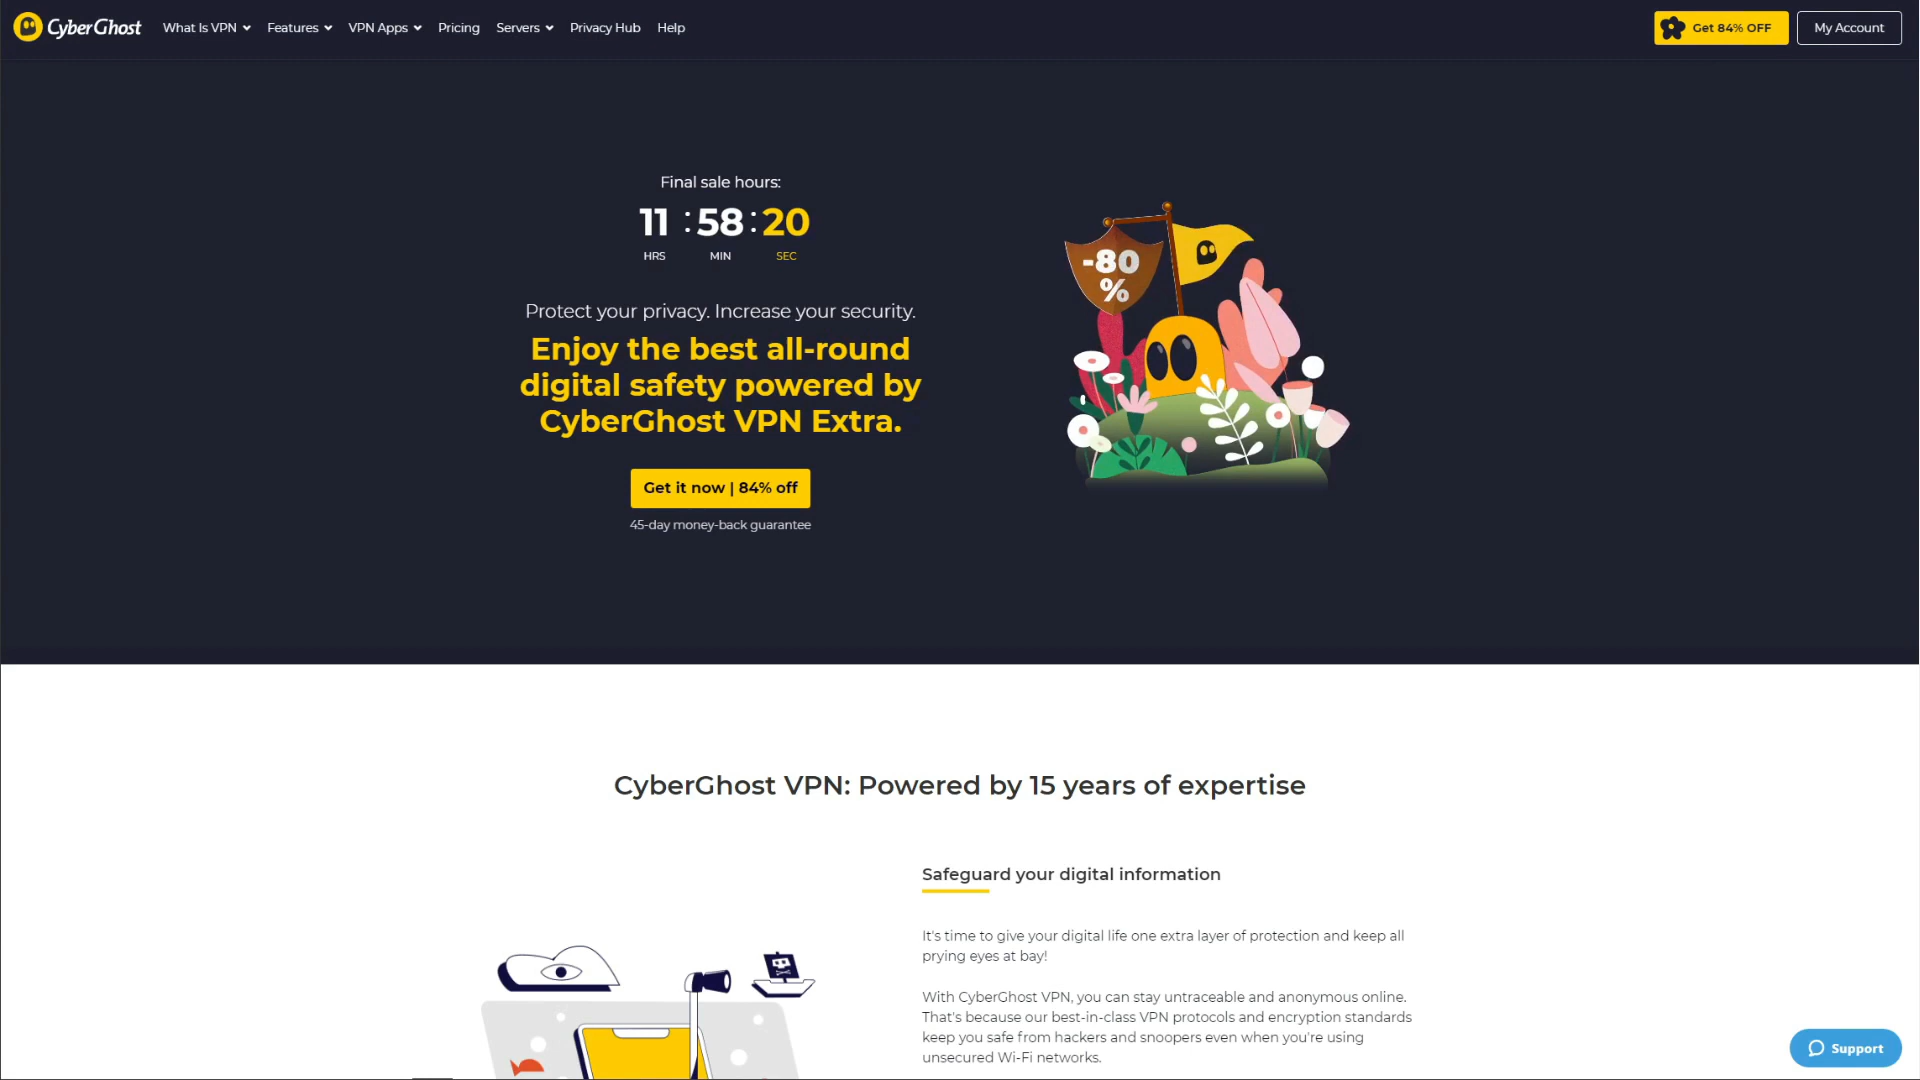 CyberGhost
What Is VPN
Features
VPN Apps
Pricing
Servers
Privacy Hub
Help
Get 84% OFF
My Account
Final sale hours:
11 : 58 : 20
HRS MIN SEC
Protect your privacy. Increase your security.
Enjoy the best all-round
digital safety powered by
CyberGhost VPN Extra.
Get it now | 84% off
45-day money-back guarantee
-80
%
CyberGhost VPN: Powered by 15 years of expertise
Safeguard your digital information
It's time to give your digital life one extra layer of protection and keep all
prying eyes at bay!
With CyberGhost VPN, you can stay untraceable and anonymous online.
That's because our best-in-class VPN protocols and encryption standards
keep you safe from hackers and snoopers even when you're using
unsecured Wi-Fi networks.
Support